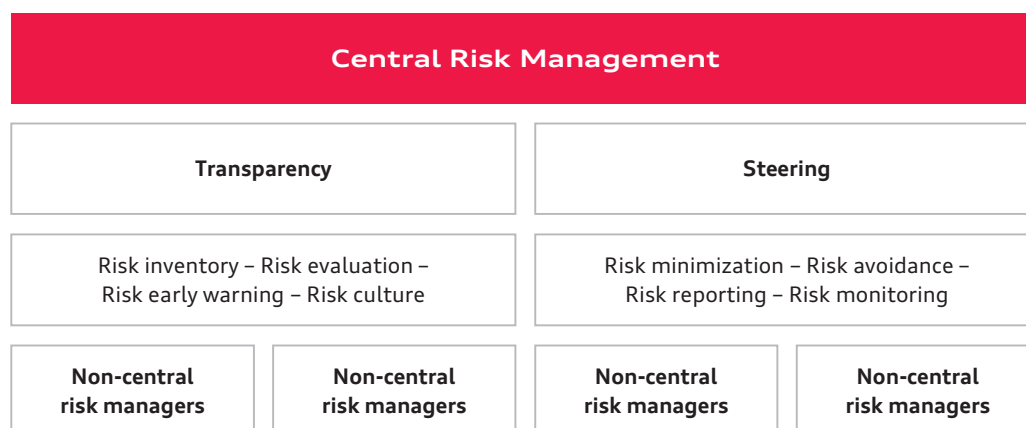 Central Risk Management
Transparency
Steering
Risk inventory – Risk evaluation –
Risk early warning – Risk culture
Risk minimization – Risk avoidance –
Risk reporting – Risk monitoring
Non-central
risk managers
Non-central
risk managers
Non-central
risk managers
Non-central
risk managers